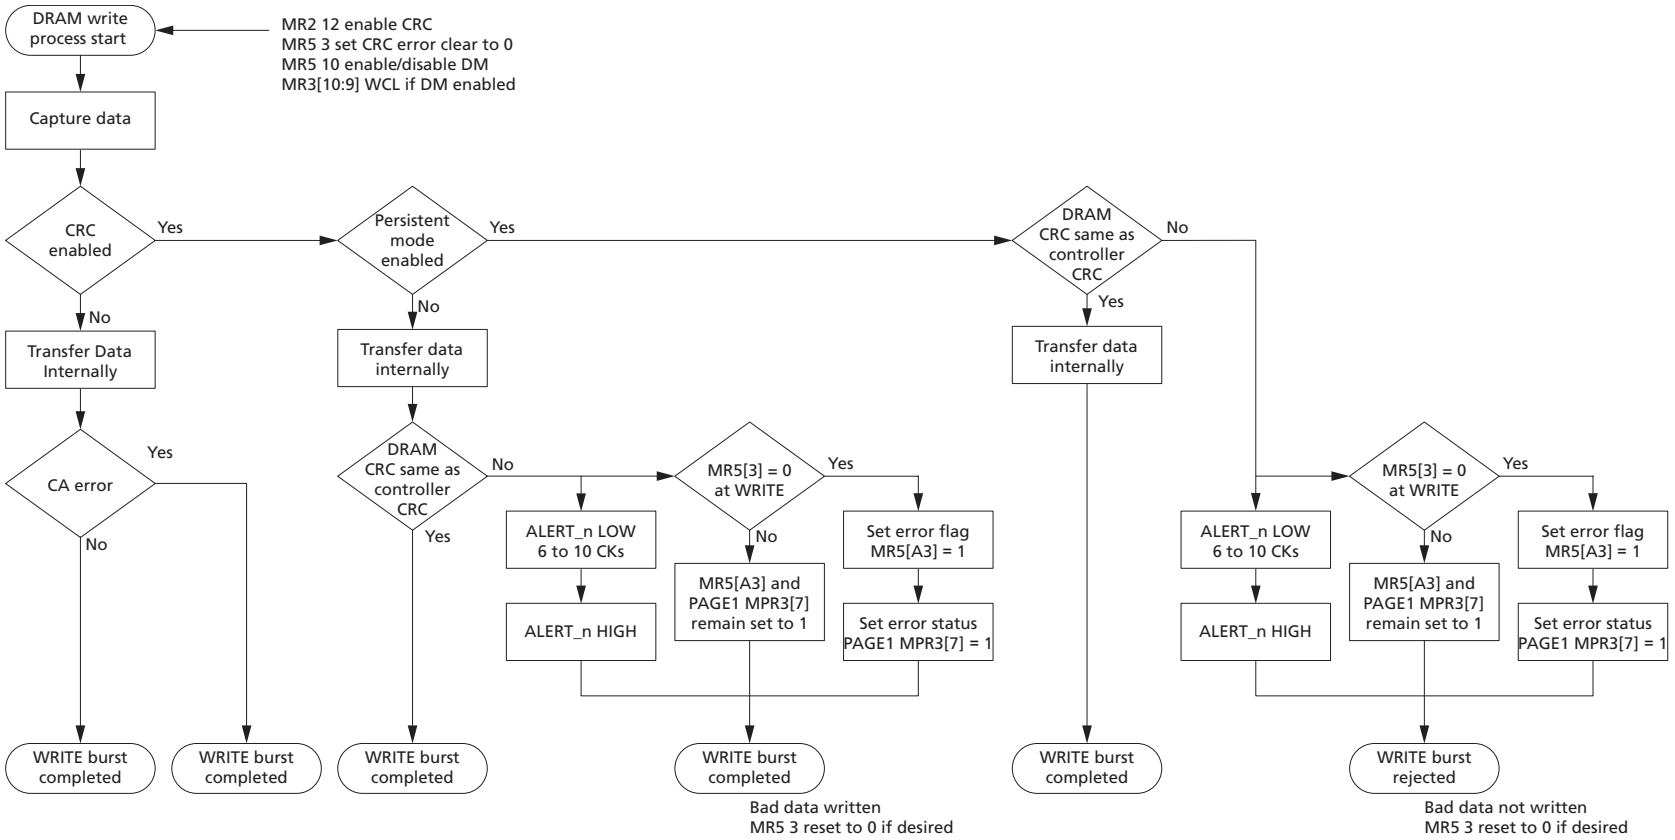 DRAM write
process start
MR2 12 enable CRC
MR5 3 set CRC error clear to 0
MR5 10 enable/disable DM
MR3[10:9] WCL if DM enabled
Capture data
CRC
enabled
Yes
Persistent
mode
enabled
Yes
DRAM
CRC same as
controller
CRC
No
No
No
Yes
Transfer Data
Internally
Transfer data
internally
Transfer data
internally
CA error
Yes
No
DRAM
CRC same as
controller
CRC
No
Yes
MR5[3] = 0
at WRITE
Yes
No
ALERT_n LOW
6 to 10 CKs
ALERT_n HIGH
MR5[A3] and
PAGE1 MPR3[7]
remain set to 1
Set error flag
MR5[A3] = 1
Set error status
PAGE1 MPR3[7] = 1
MR5[3] = 0
at WRITE
Yes
No
ALERT_n LOW
6 to 10 CKs
ALERT_n HIGH
MR5[A3] and
PAGE1 MPR3[7]
remain set to 1
Set error flag
MR5[A3] = 1
Set error status
PAGE1 MPR3[7] = 1
WRITE burst
completed
WRITE burst
completed
WRITE burst
completed
WRITE burst
completed
Bad data written
MR5 3 reset to 0 if desired
WRITE burst
completed
WRITE burst
rejected
Bad data not written
MR5 3 reset to 0 if desired